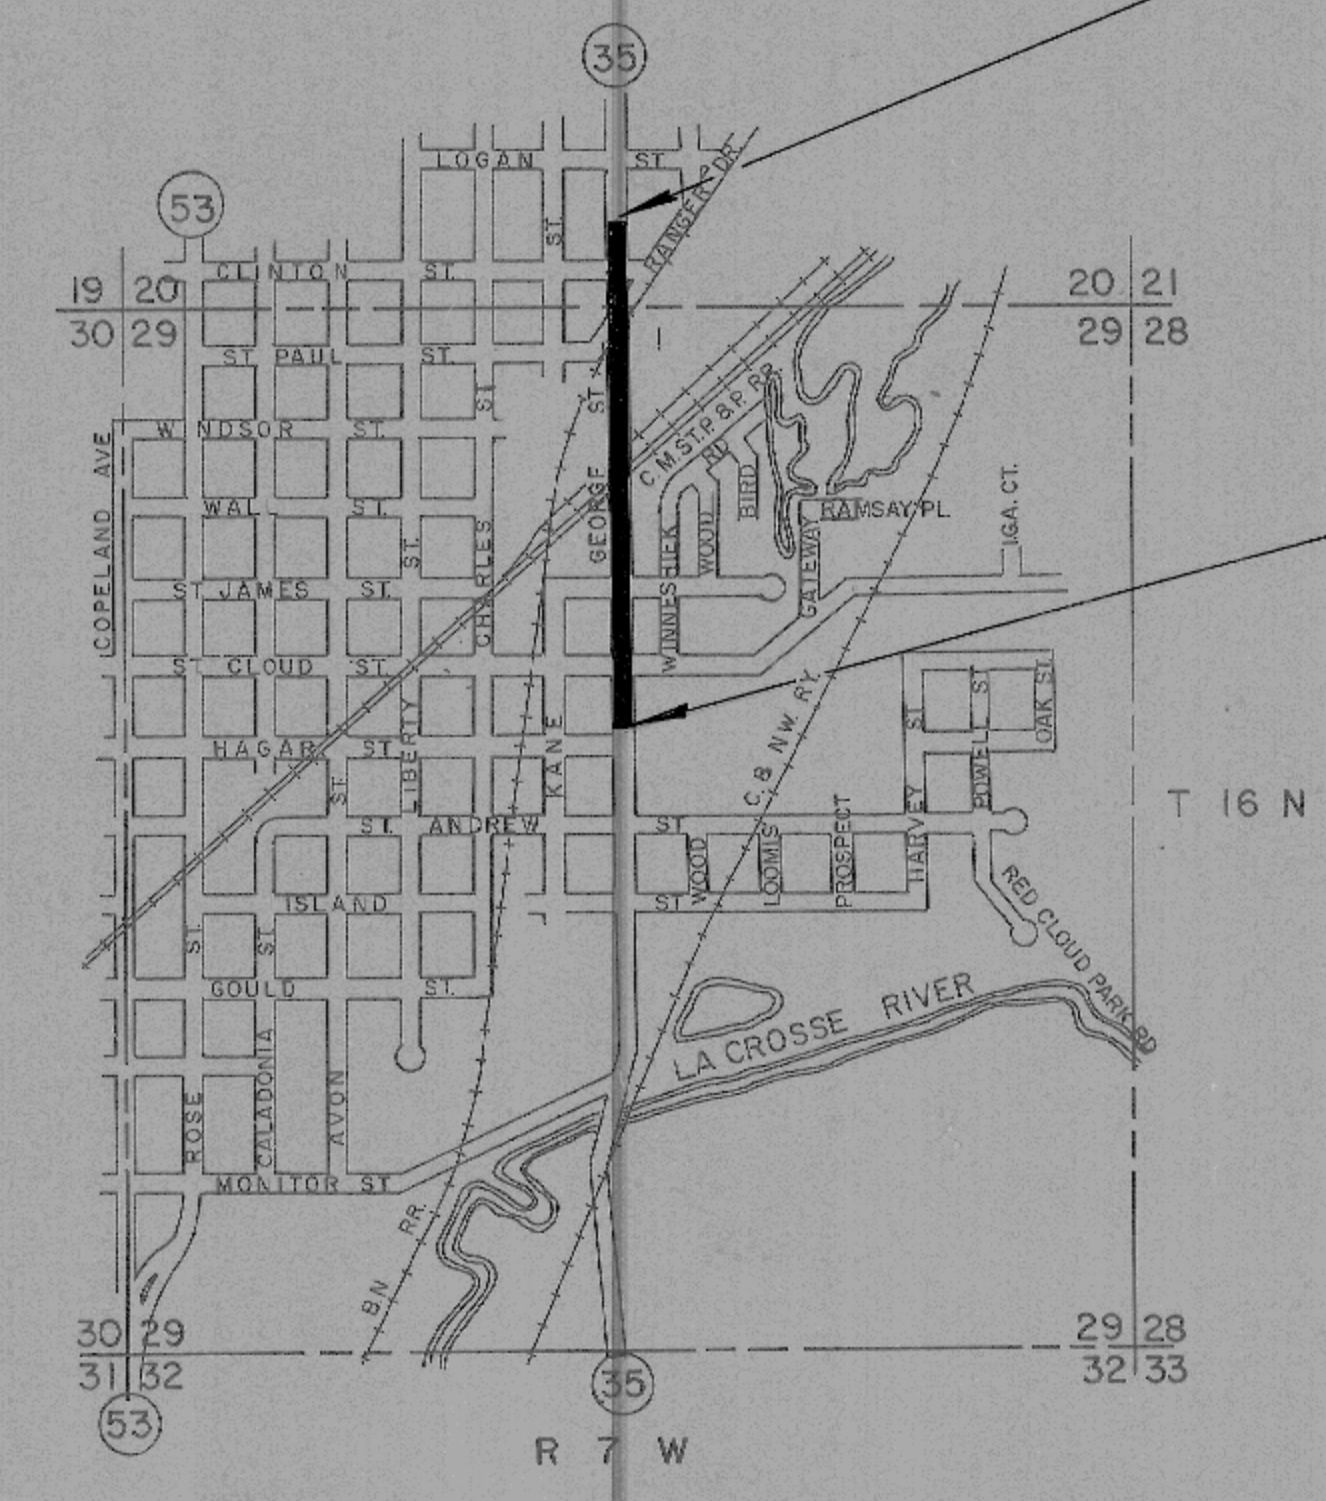 35
LOGAN ST.
RANGER DR.
53
ST.
CLINTON ST.
19 20
30 29
20 21
29 28
ST PAUL ST.
ST.
ST
C.M.ST.P.&P. RR.
W NDSOR ST.
COPELAND AVE
RD
BIRD
WALL ST.
GEORGE
RAMSAY PL.
I.G.A. CT.
ST.
CHARLES
WOOD
WINNESHIEK
GATEWAY
ST JAMES ST.
ST CLOUD ST.
C. & NW. RY.
ST
ST
OAK ST.
POWELL
HAGAR ST.
ST.
LIBERTY
KANE
T 16 N
ST. ANDREW ST
WOOD
LOOMIS
PROSPECT
HARVEY
ISLAND ST
RED CLOUD PARK RD
ST.
ST.
GOULD ST.
LA CROSSE RIVER
ROSE
CALADONIA
AVON
MONITOR ST.
BN RR.
30 29
31 32
29 28
32 33
53
35
R 7 W